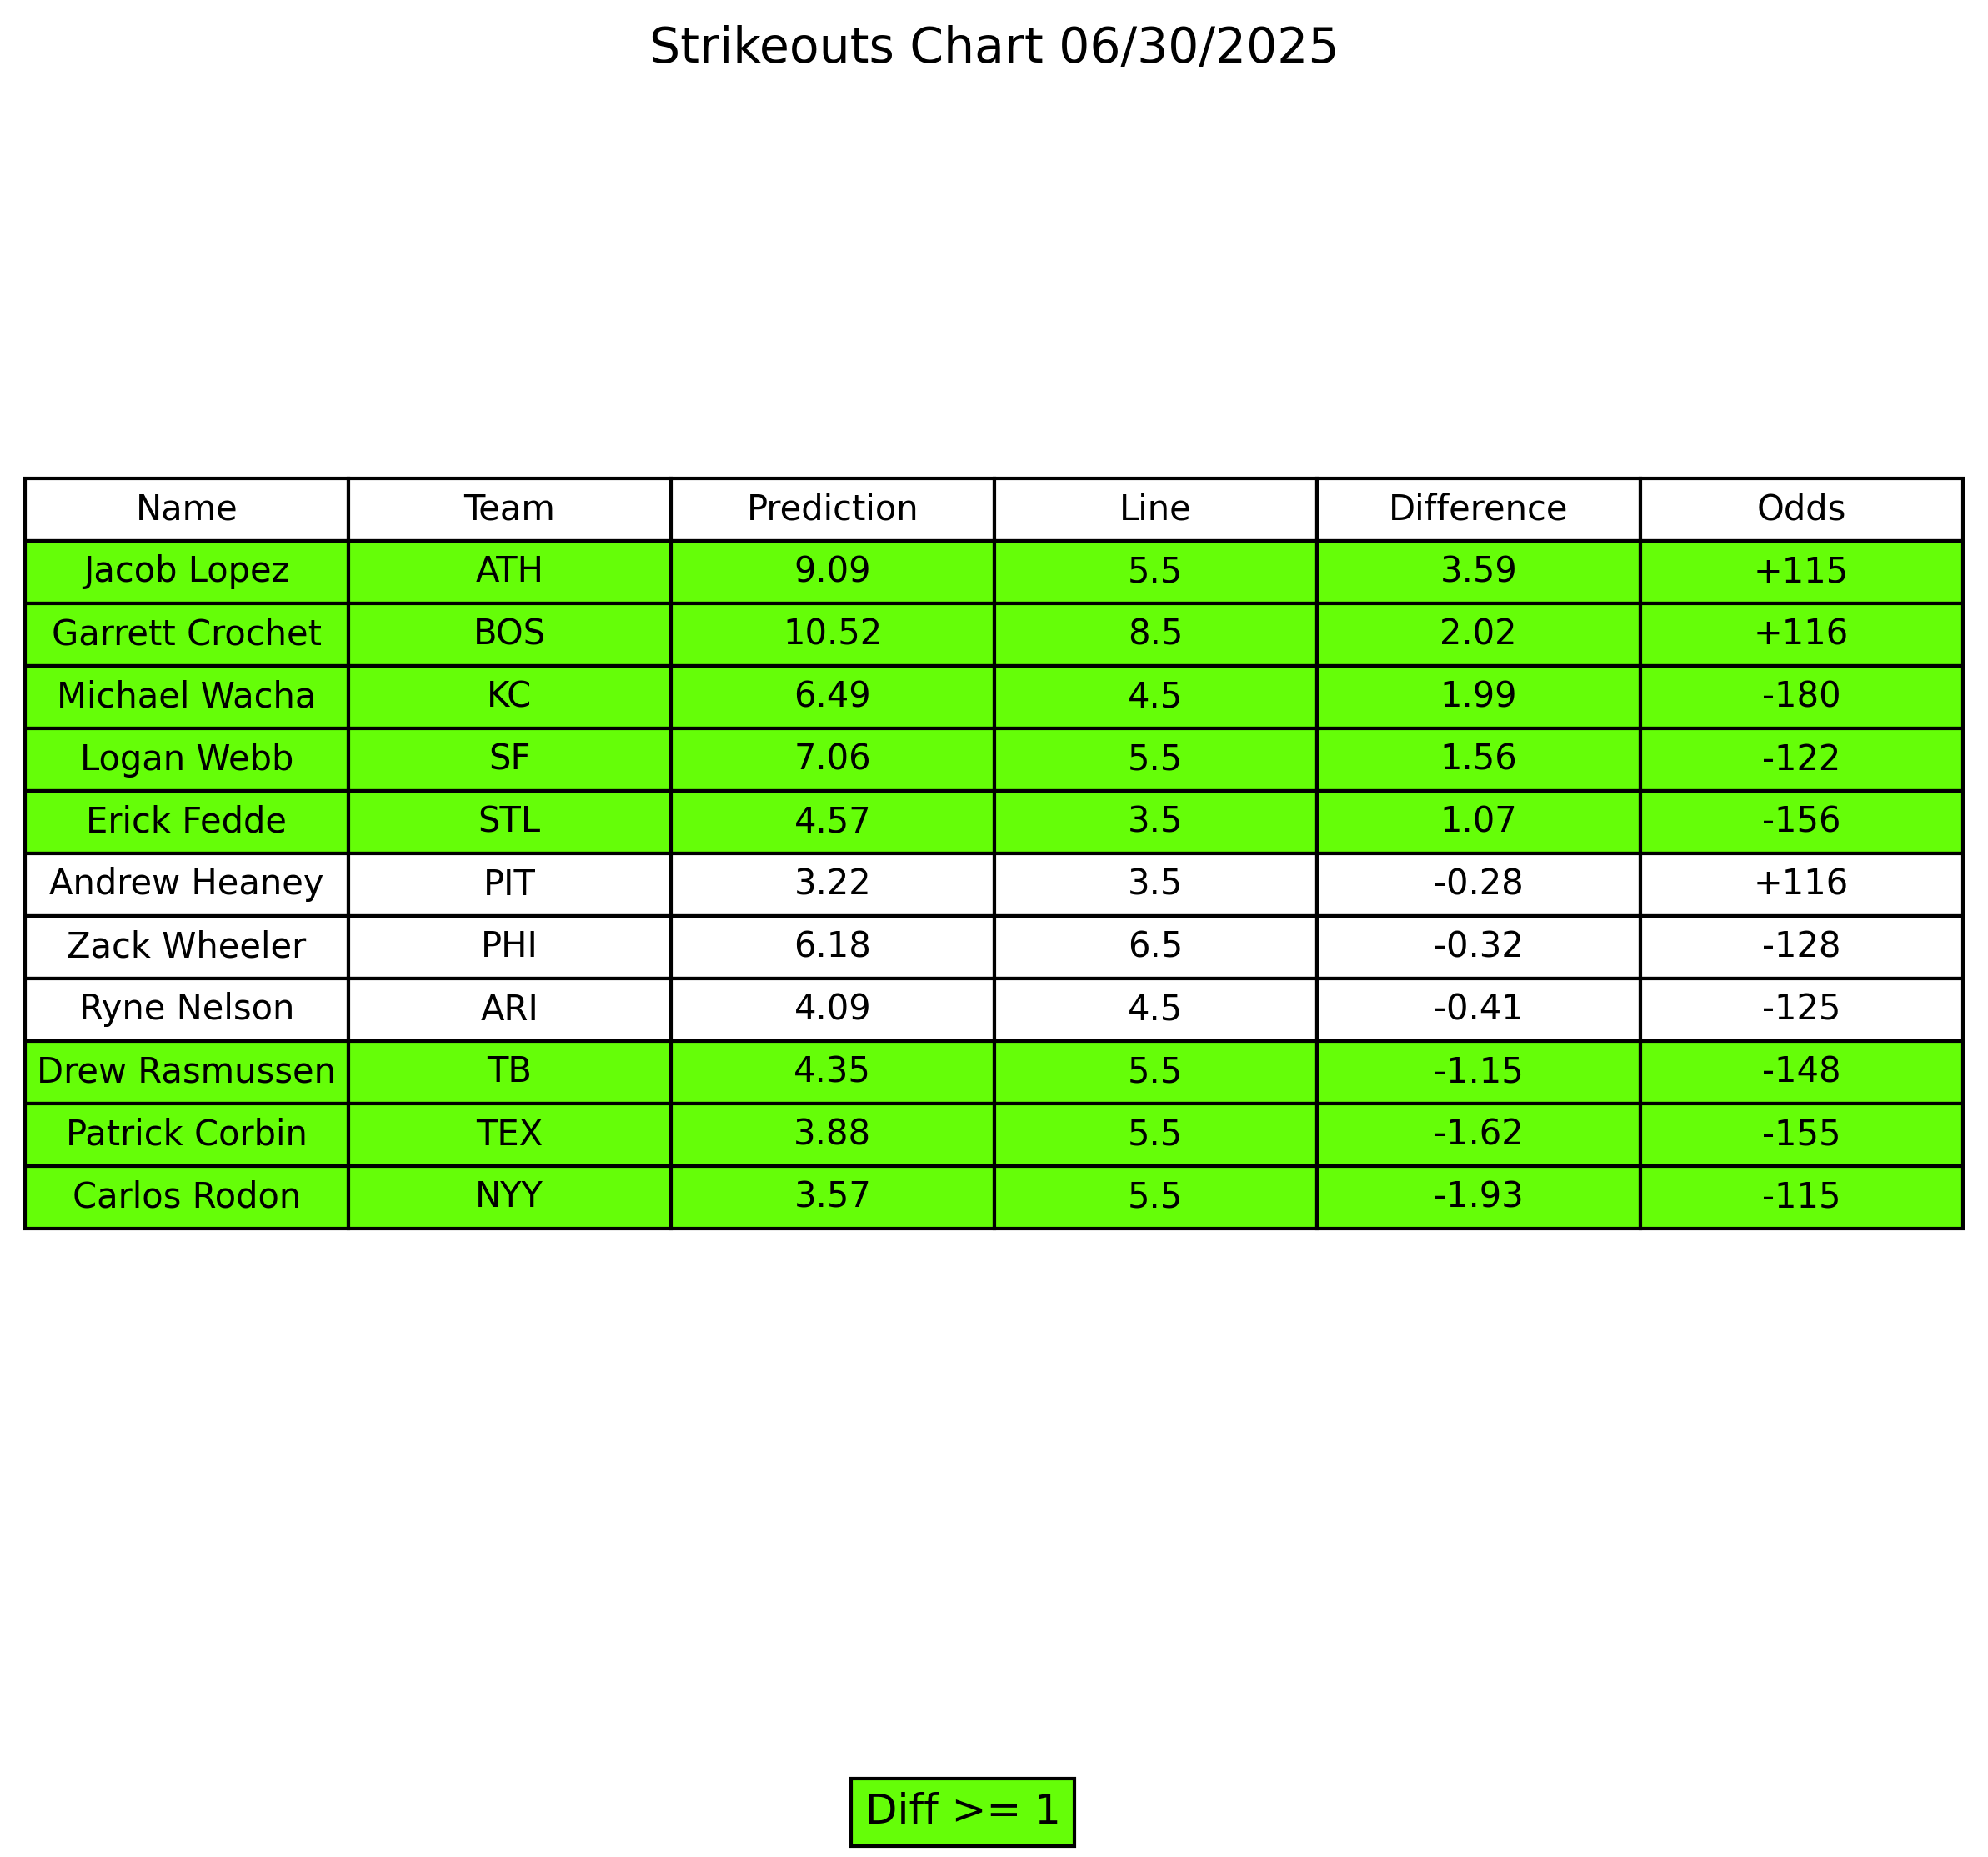 Strikeouts Chart 06/30/2025
Name Team Prediction Line Difference Odds
Jacob Lopez ATH 9.09 5.5 3.59 +115
Garrett Crochet BOS 10.52 8.5 2.02 +116
Michael Wacha KC 6.49 4.5 1.99 -180
Logan Webb SF 7.06 5.5 1.56 -122
Erick Fedde STL 4.57 3.5 1.07 -156
Andrew Heaney PIT 3.22 3.5 -0.28 +116
Zack Wheeler PHI 6.18 6.5 -0.32 -128
Ryne Nelson ARI 4.09 4.5 -0.41 -125
Drew Rasmussen TB 4.35 5.5 -1.15 -148
Patrick Corbin TEX 3.88 5.5 -1.62 -155
Carlos Rodon NYY 3.57 5.5 -1.93 -115
Diff >= 1